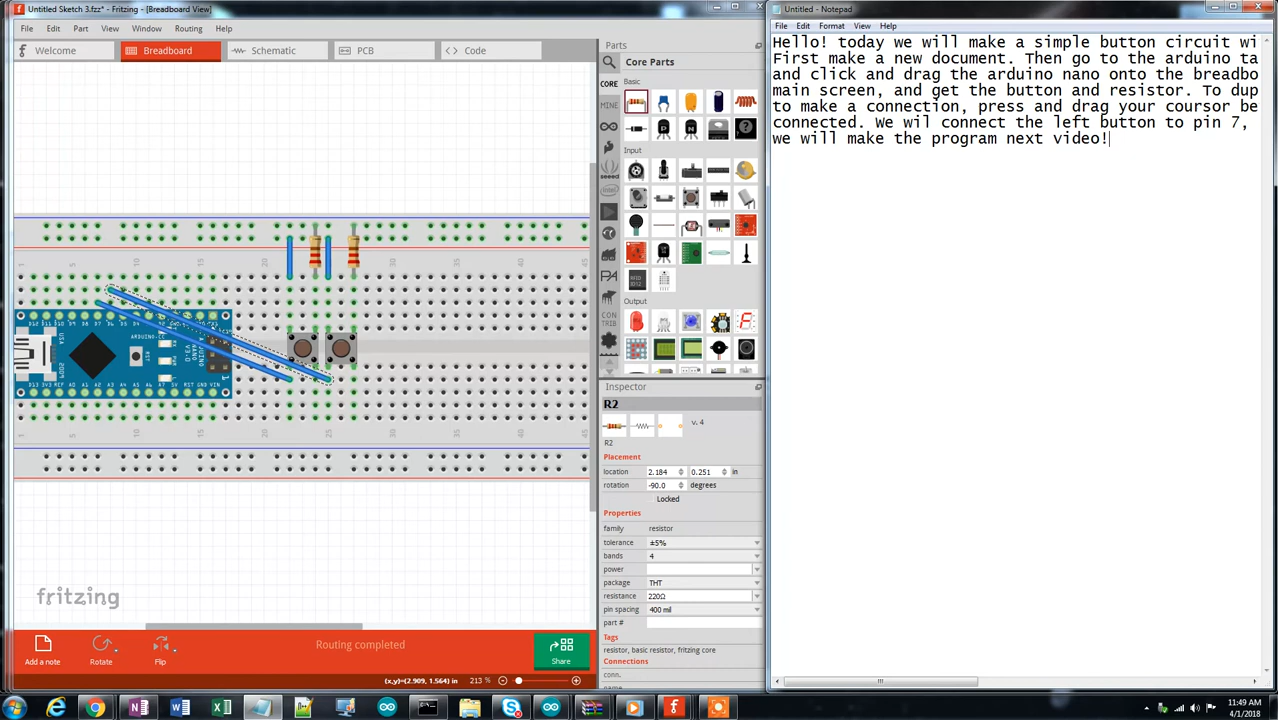 Untitled Sketch 3.fzz* - Fritzing - [Breadboard View]
File Edit Part View Window Routing Help
Welcome Breadboard Schematic PCB Code
Parts
Core Parts
CORE
Basic
MINE
Input
CONTRIB
Output
Inspector
R2
v. 4
R2
Placement
location 2.184 0.251 in
rotation -90.0 degrees
Locked
Properties
family resistor
tolerance ±5%
bands 4
power
package THT
resistance 220Ω
pin spacing 400 mil
part #
Tags
resistor, basic resistor, fritzing core
Connections
conn.
fritzing
Add a note
Rotate
Flip
Routing completed
Share
(x,y)=(2.909, 1.564) in 213 %
Untitled - Notepad
File Edit Format View Help
Hello! today we will make a simple button circuit wi
First make a new document. Then go to the arduino ta
and click and drag the arduino nano onto the breadbo
main screen, and get the button and resistor. To dup
to make a connection, press and drag your coursor be
connected. We wil connect the left button to pin 7,
we will make the program next video!
11:49 AM
4/1/2018